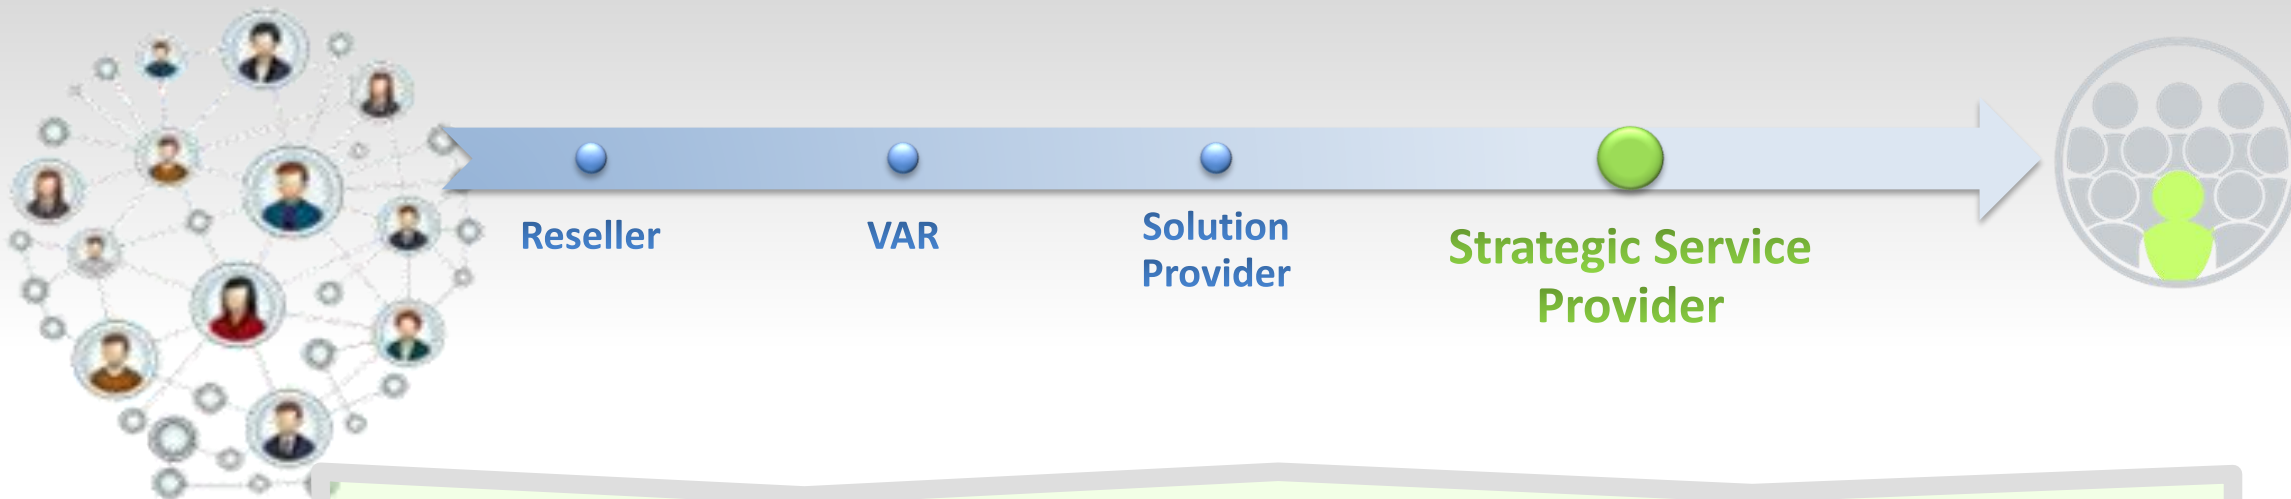 Reseller
VAR
Solution
Provider
Strategic Service
Provider